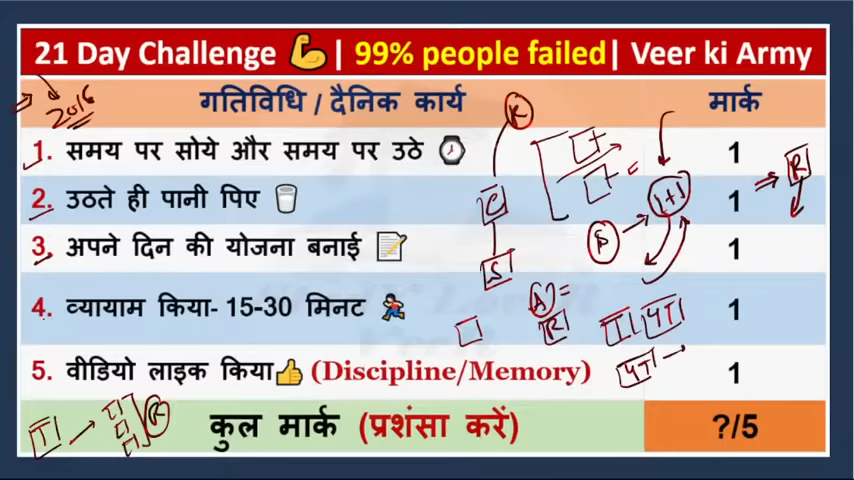 21 Day Challenge 💪| 99% people failed| Veer ki Army
2016
गतिविधि / दैनिक कार्य मार्क
1. समय पर सोये और समय पर उठे 1
2. उठते ही पानी पिए 1
3. अपने दिन की योजना बनाई 1
4. व्यायाम किया- 15-30 मिनट 1
5. वीडियो लाइक किया👍 (Discipline/Memory) 1
कुल मार्क (प्रशंसा करें) ?/5